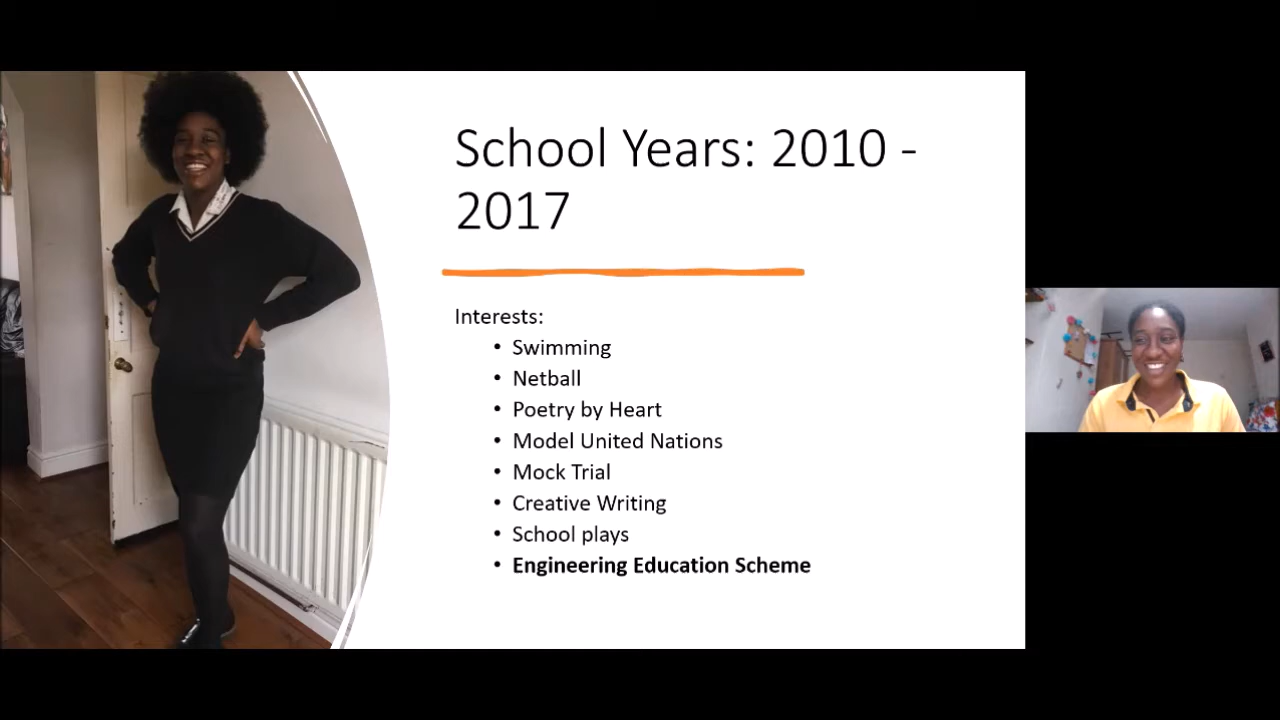 School Years: 2010 -
2017
Interests:
• Swimming
• Netball
• Poetry by Heart
• Model United Nations
• Mock Trial
• Creative Writing
• School plays
• Engineering Education Scheme